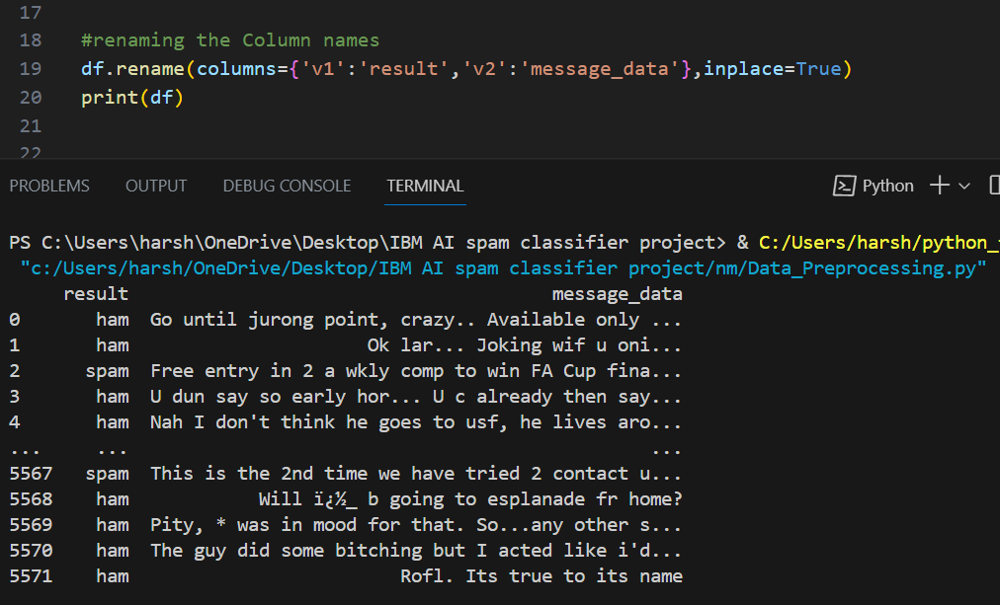 17
18 #renaming the Column names
19 df.rename(columns={'v1':'result','v2':'message_data'},inplace=True)
20 print(df)
21
22
PROBLEMS OUTPUT DEBUG CONSOLE TERMINAL Python
PS C:\Users\harsh\OneDrive\Desktop\IBM AI spam classifier project> & C:/Users/harsh/python_
"c:/Users/harsh/OneDrive/Desktop/IBM AI spam classifier project/nm/Data_Preprocessing.py"
result message_data
0 ham Go until jurong point, crazy.. Available only ...
1 ham Ok lar... Joking wif u oni...
2 spam Free entry in 2 a wkly comp to win FA Cup fina...
3 ham U dun say so early hor... U c already then say...
4 ham Nah I don't think he goes to usf, he lives aro...
... ... ...
5567 spam This is the 2nd time we have tried 2 contact u...
5568 ham Will ï¿½_ b going to esplanade fr home?
5569 ham Pity, * was in mood for that. So...any other s...
5570 ham The guy did some bitching but I acted like i'd...
5571 ham Rofl. Its true to its name